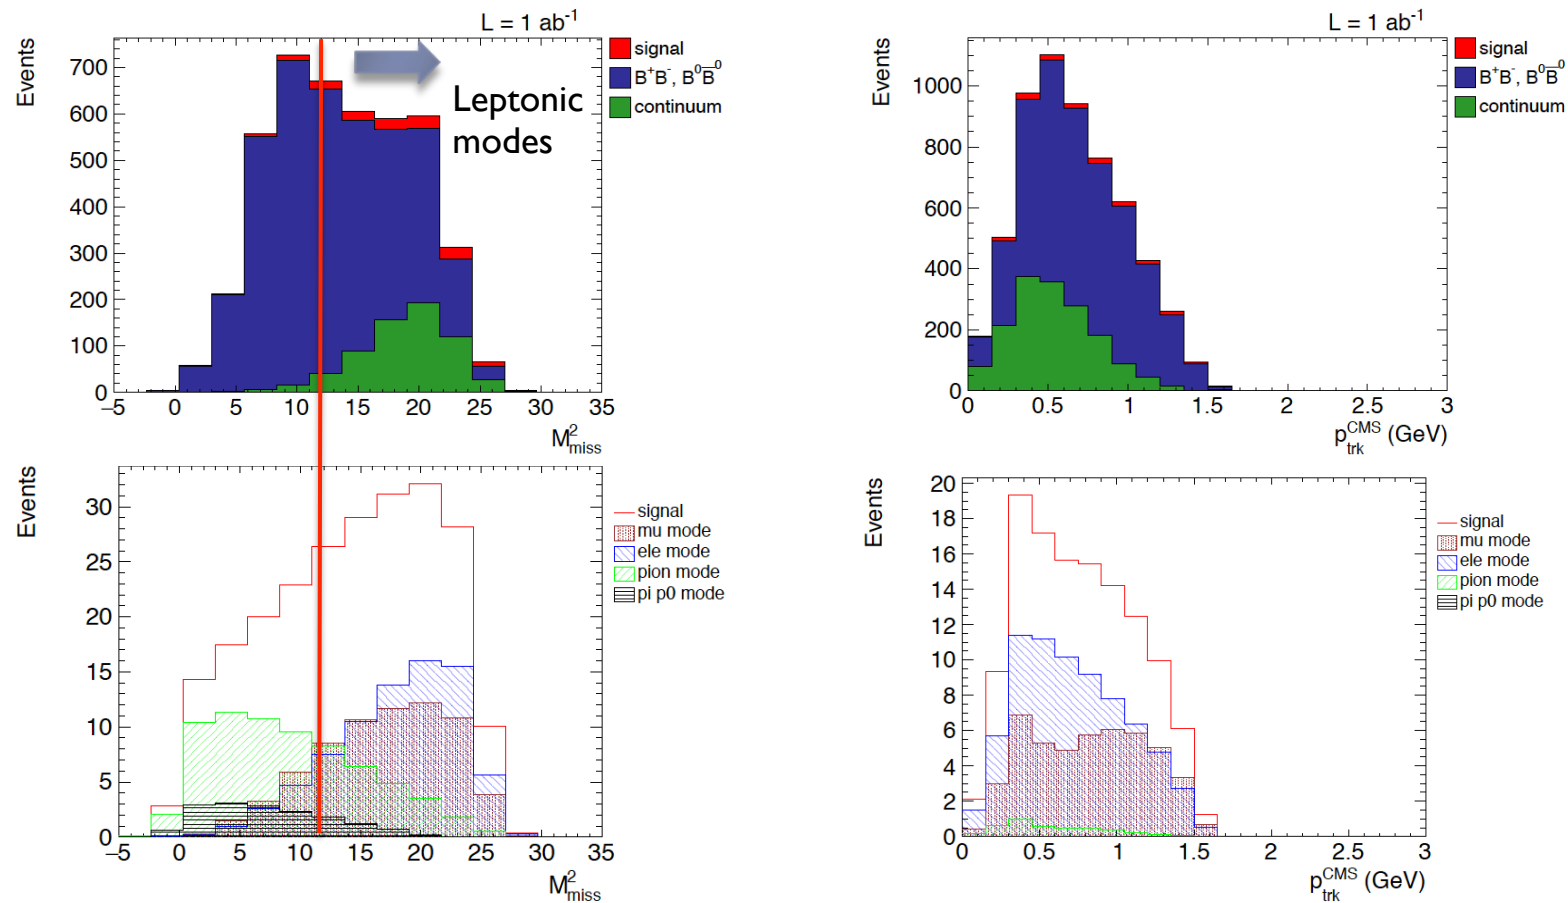 L = 1 ab-1
Events
700
600
500
400
300
200
100
0
−5 0 5 10 15 20 25 30 35
M²miss
signal
B⁺B⁻, B⁰B̅⁰
continuum
Leptonic
modes
L = 1 ab-1
Events
1000
800
600
400
200
0
0 0.5 1 1.5 2 2.5 3
pCMStrk (GeV)
signal
B⁺B⁻, B⁰B̅⁰
continuum
Events
30
25
20
15
10
5
0
−5 0 5 10 15 20 25 30 35
M²miss
signal
mu mode
ele mode
pion mode
pi p0 mode
Events
20
18
16
14
12
10
8
6
4
2
0
0 0.5 1 1.5 2 2.5 3
pCMStrk (GeV)
signal
mu mode
ele mode
pion mode
pi p0 mode